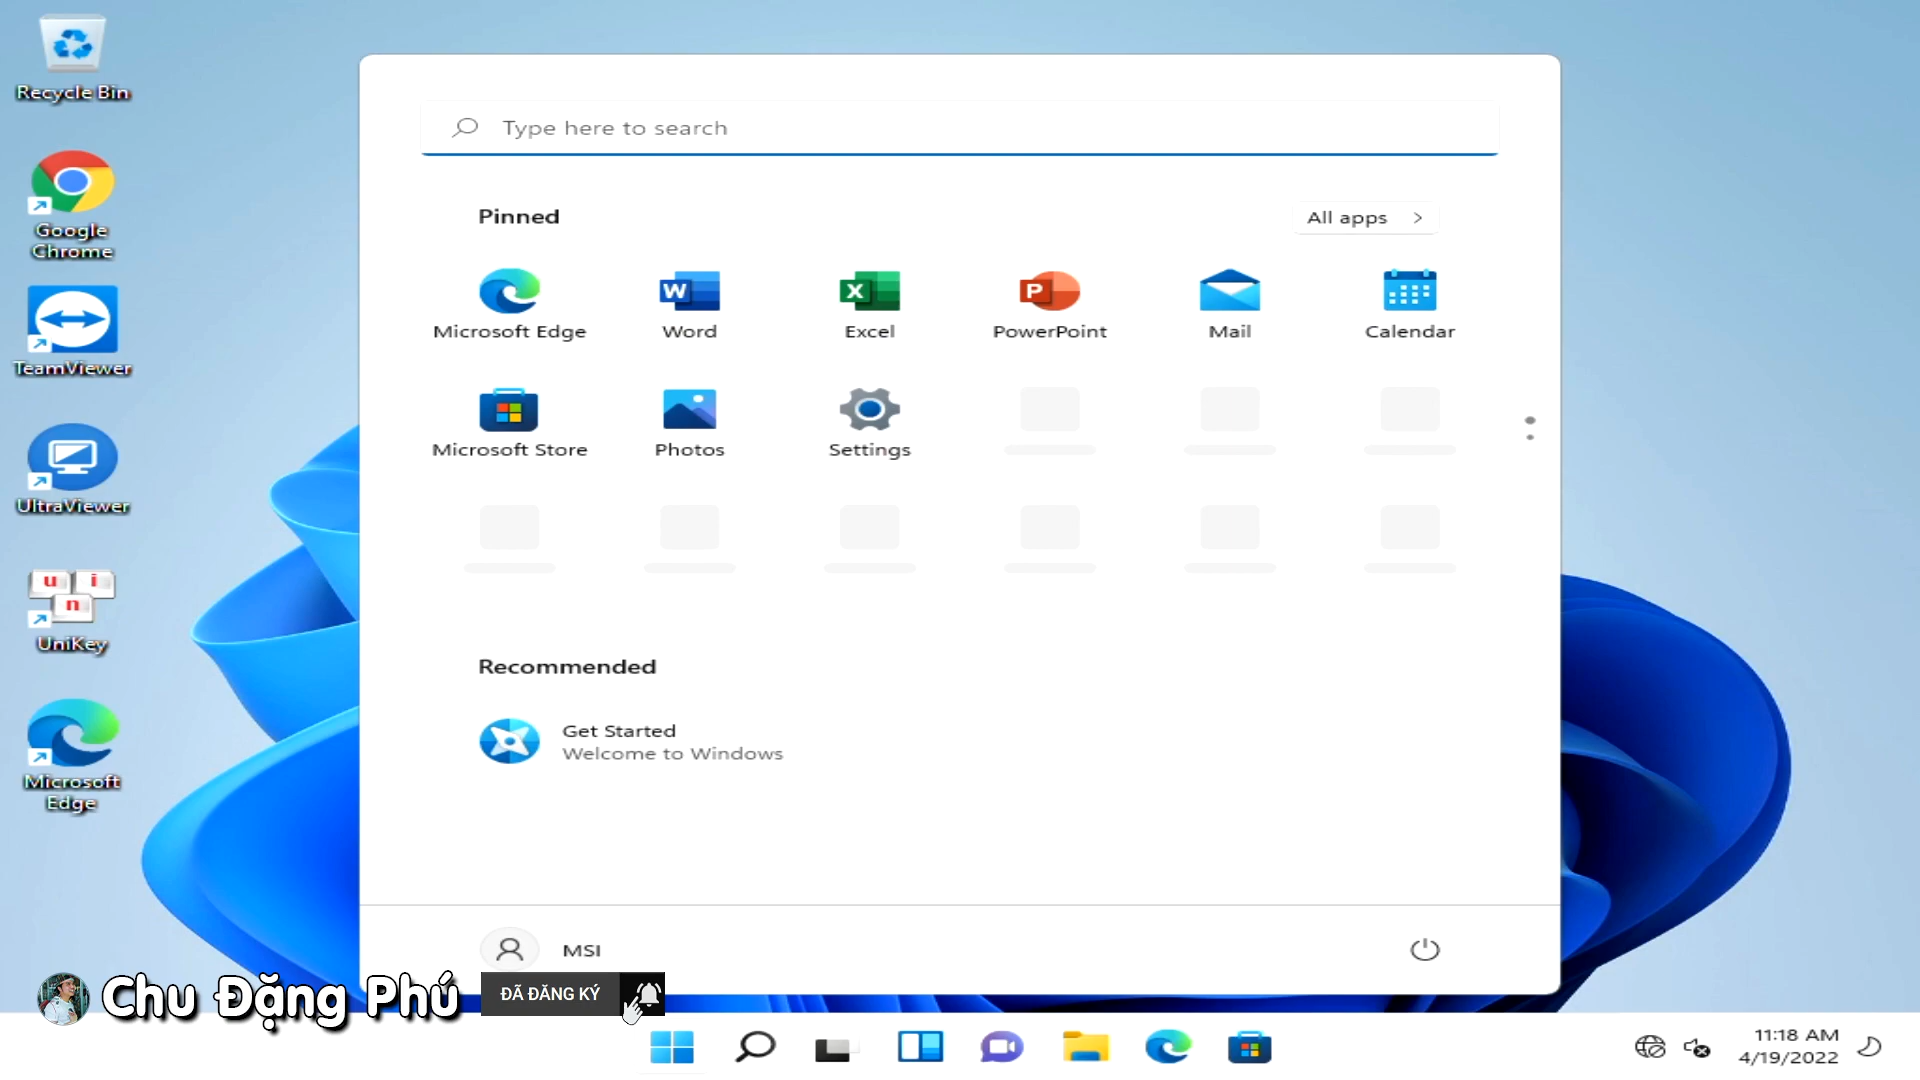 Recycle Bin
Google
Chrome
TeamViewer
UltraViewer
u i
n
UniKey
Microsoft
Edge
Type here to search
Pinned
All apps
Microsoft Edge
W
Word
X
Excel
P
PowerPoint
Mail
Calendar
Microsoft Store
Photos
Settings
Recommended
Get Started
Welcome to Windows
MSI
Chu Đặng Phú
ĐÃ ĐĂNG KÝ
11:18 AM
4/19/2022